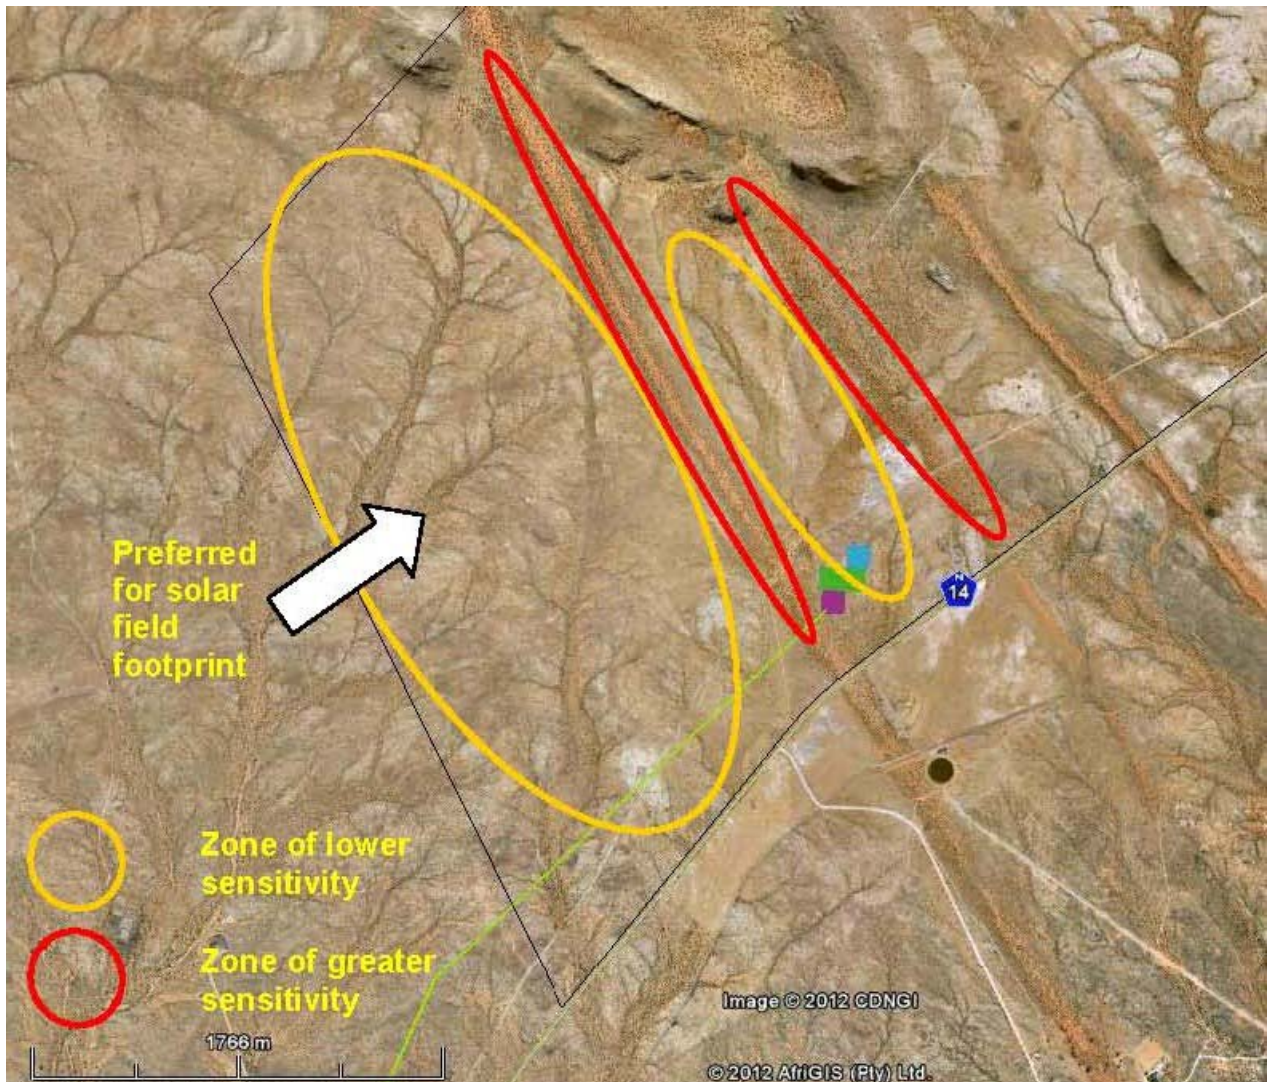 N
14
Preferred
for solar
field
footprint
Zone of lower
sensitivity
Zone of greater
sensitivity
Image © 2012 CDNGI
1766 m
© 2012 AfriGIS (Pty) Ltd.